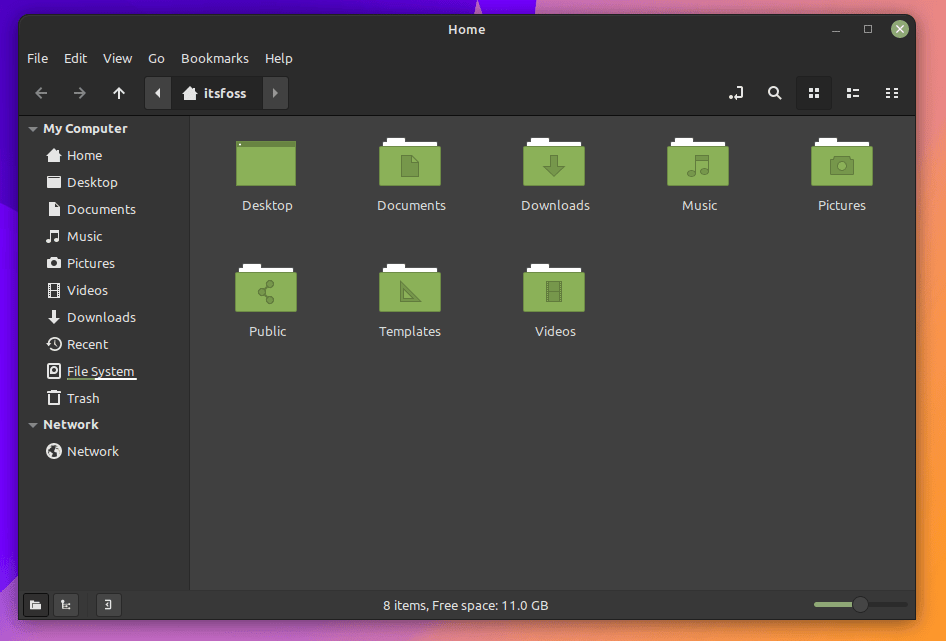 Home
File Edit View Go Bookmarks Help
itsfoss
My Computer
Home
Desktop
Documents
Music
Pictures
Videos
Downloads
Recent
File System
Trash
Network
Network
Desktop Documents Downloads Music Pictures
Public Templates Videos
8 items, Free space: 11.0 GB